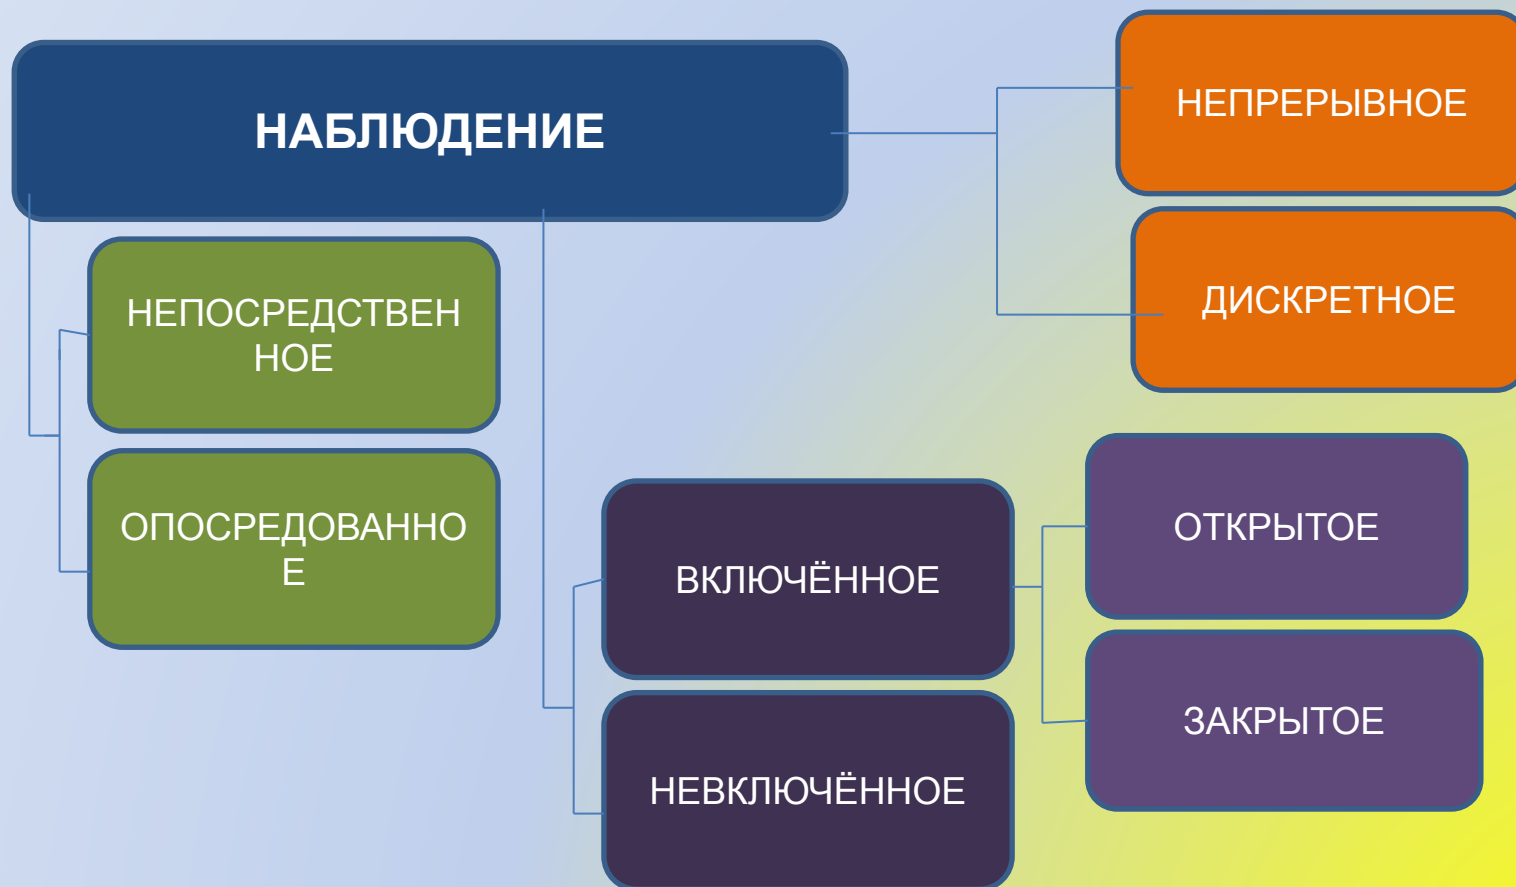 НАБЛЮДЕНИЕ
НЕПРЕРЫВНОЕ
ДИСКРЕТНОЕ
НЕПОСРЕДСТВЕН
НОЕ
ОПОСРЕДОВАННО
Е
ВКЛЮЧЁННОЕ
НЕВКЛЮЧЁННОЕ
ОТКРЫТОЕ
ЗАКРЫТОЕ